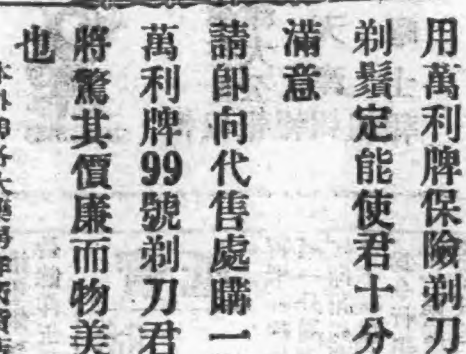 用萬利牌保險剃刀
剃鬚定能使君十分
滿意
請即向代售處購一
萬利牌99號剃刀君
將驚其價廉而物美
也